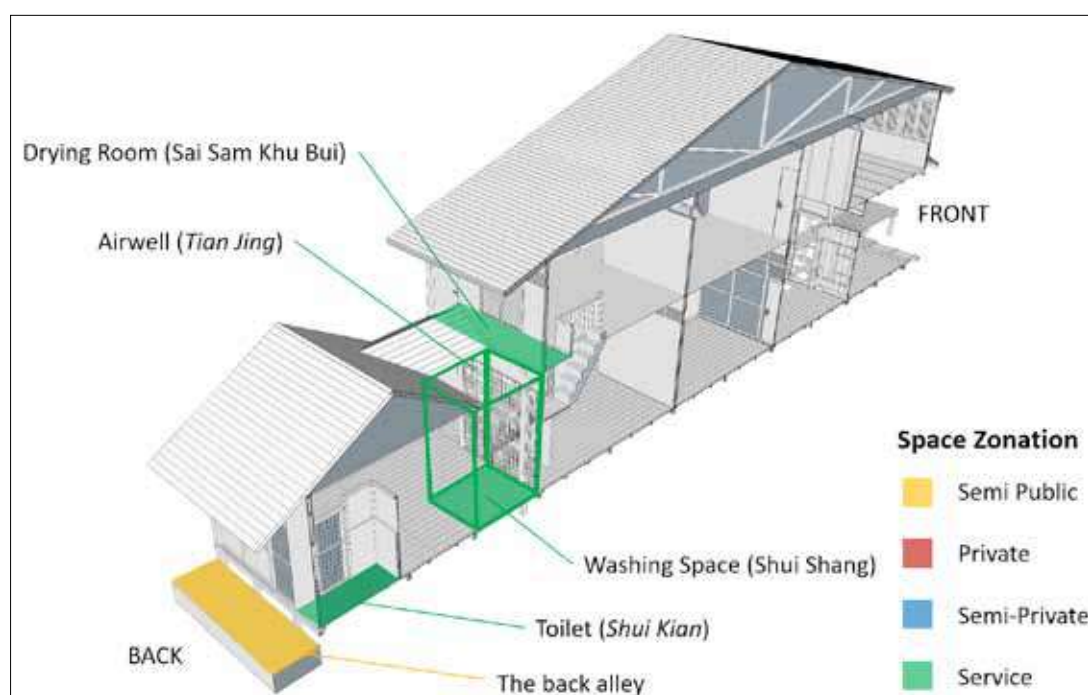 Drying Room (Sai Sam Khu Bui)
Airwell (Tian Jing)
FRONT
Space Zonation
Semi Public
Private
Washing Space (Shui Shang)
Semi-Private
Toilet (Shui Kian)
BACK
The back alley
Service